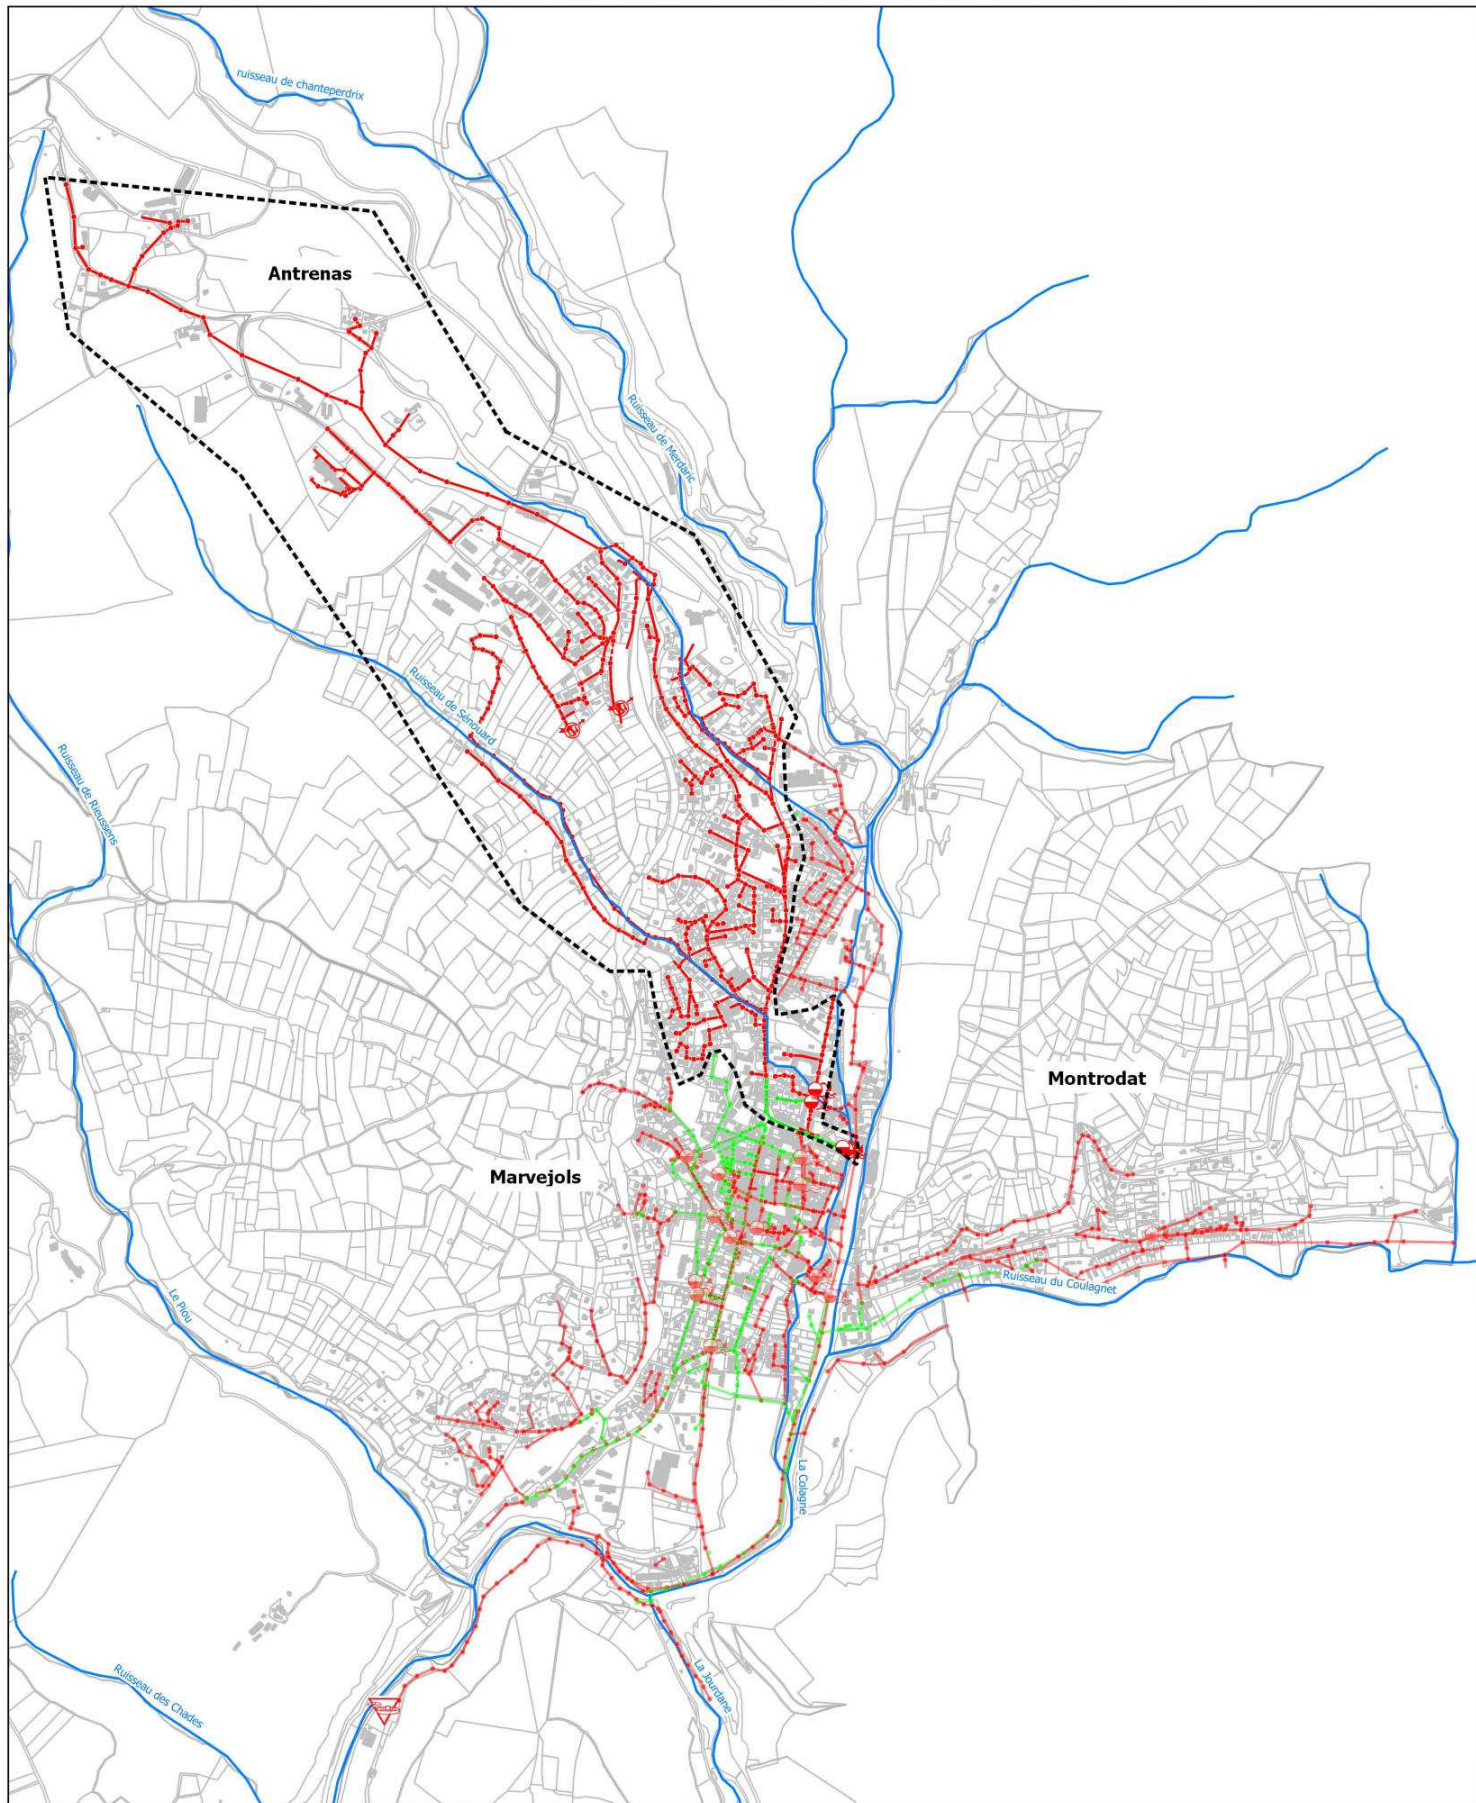 ruisseau de chanteperdrix
Antrenas
Ruisseau de Merdaric
Ruisseau de Sénouard
Ruisseau de Rieussens
Montrodat
Marvejols
Ruisseau du Coulagnet
Le Piou
La Colagne
La Jourdane
Ruisseau des Chades